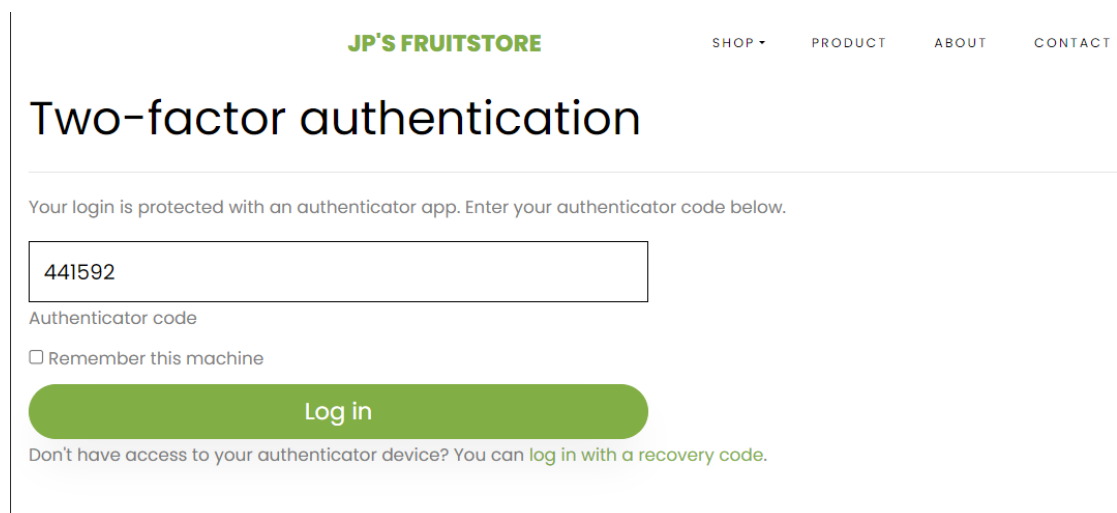 JP'S FRUITSTORE SHOP PRODUCT ABOUT CONTACT
Two-factor authentication
Your login is protected with an authenticator app. Enter your authenticator code below.
441592
Authenticator code
Remember this machine
Log in
Don't have access to your authenticator device? You can log in with a recovery code.